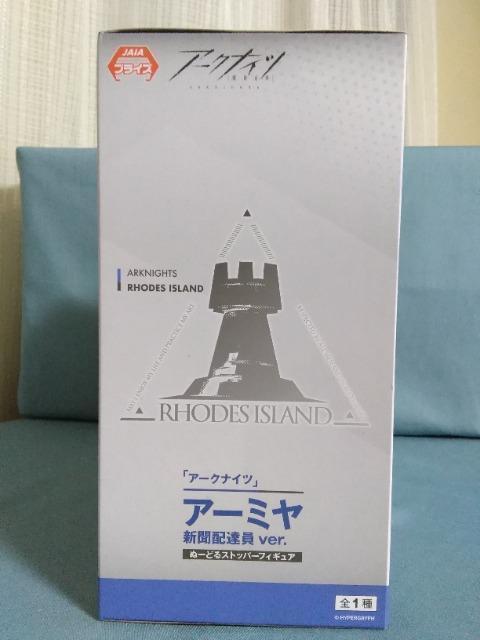 JAIA
プライズ
アークナイツ
ARKNIGHTS
RHODES ISLAND
RHODES ISLAND
「アークナイツ」
アーミヤ
新聞配達員 ver.
ぬーどるストッパーフィギュア
全1種
© HYPERGRYPH